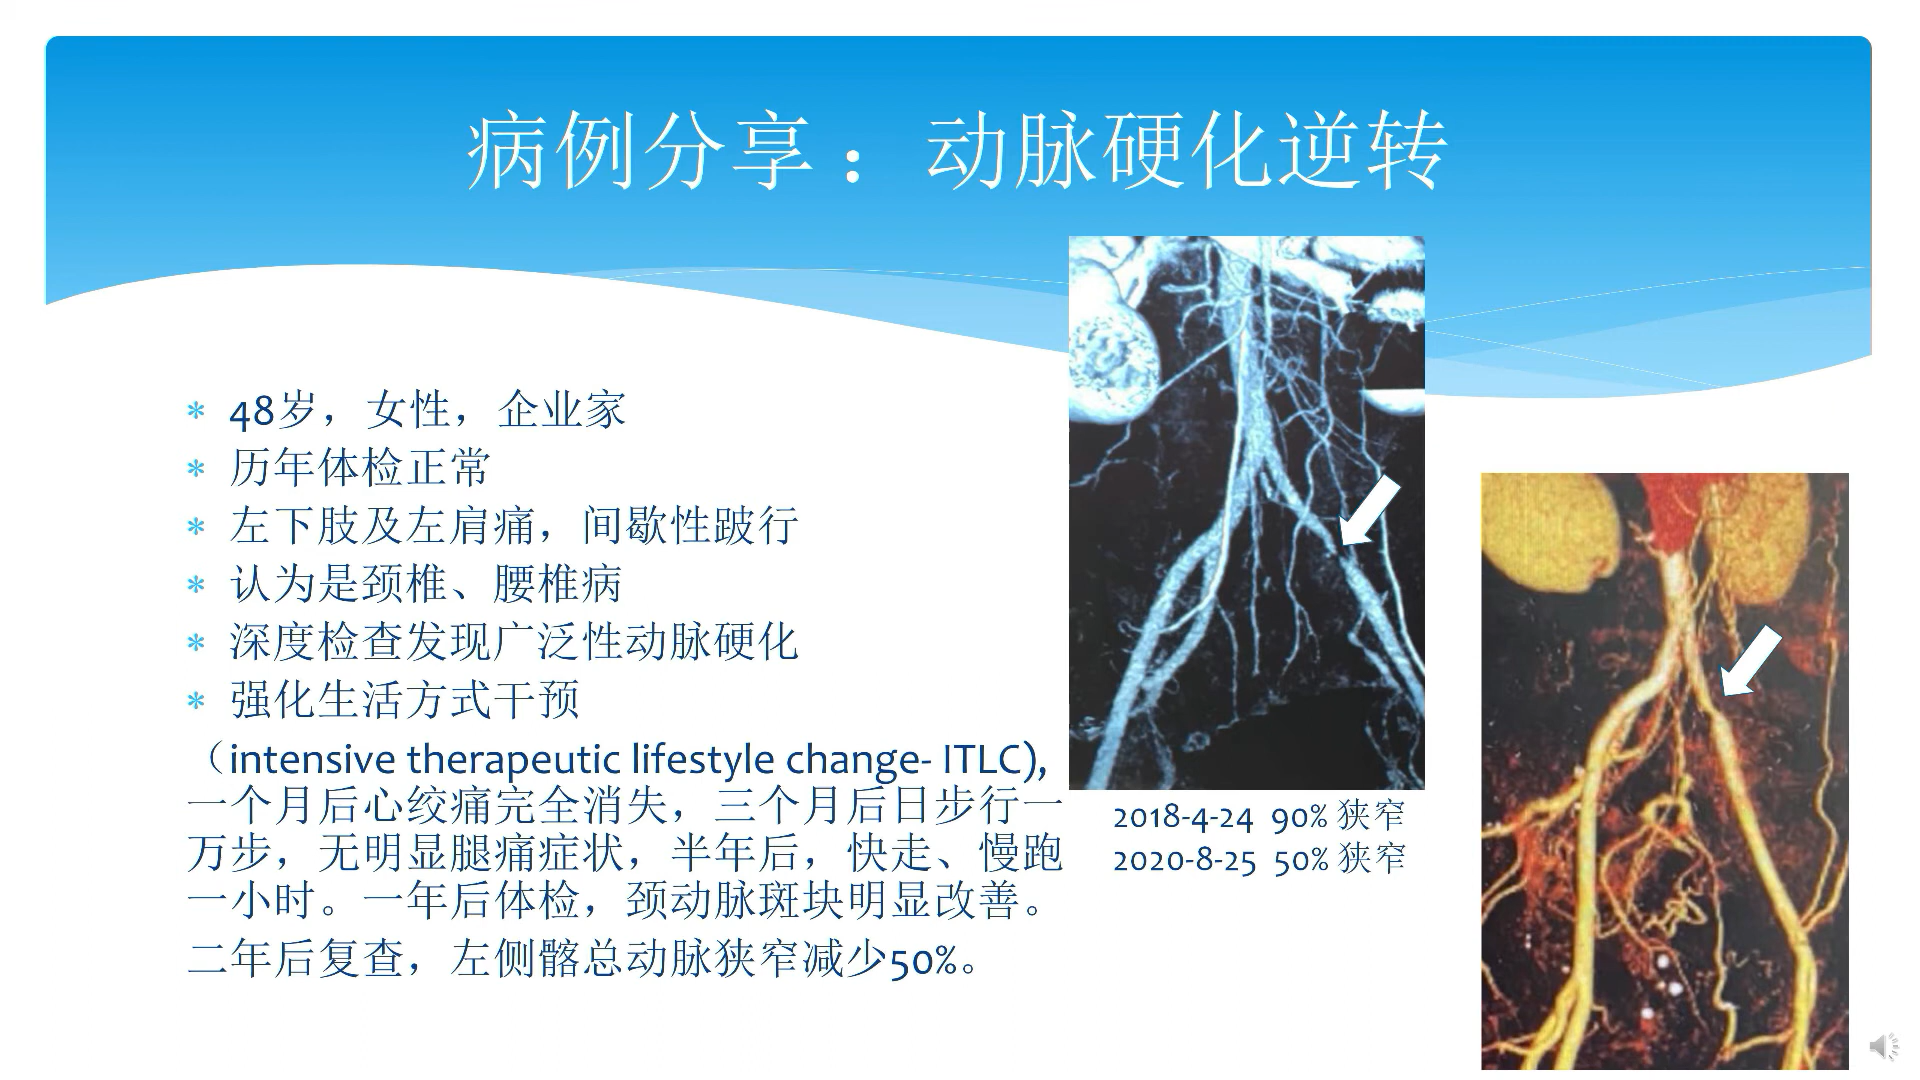 病例分享：动脉硬化逆转
* 48岁，女性，企业家
* 历年体检正常
* 左下肢及左肩痛，间歇性跛行
* 认为是颈椎、腰椎病
* 深度检查发现广泛性动脉硬化
* 强化生活方式干预
（intensive therapeutic lifestyle change- ITLC),
一个月后心绞痛完全消失，三个月后日步行一
万步，无明显腿痛症状，半年后，快走、慢跑
一小时。一年后体检，颈动脉斑块明显改善。
二年后复查，左侧髂总动脉狭窄减少50%。
2018-4-24 90% 狭窄
2020-8-25 50% 狭窄